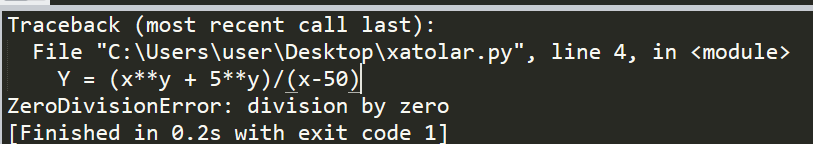 Traceback (most recent call last):
  File "C:\Users\user\Desktop\xatolar.py", line 4, in <module>
    Y = (x**y + 5**y)/(x-50)
ZeroDivisionError: division by zero
[Finished in 0.2s with exit code 1]